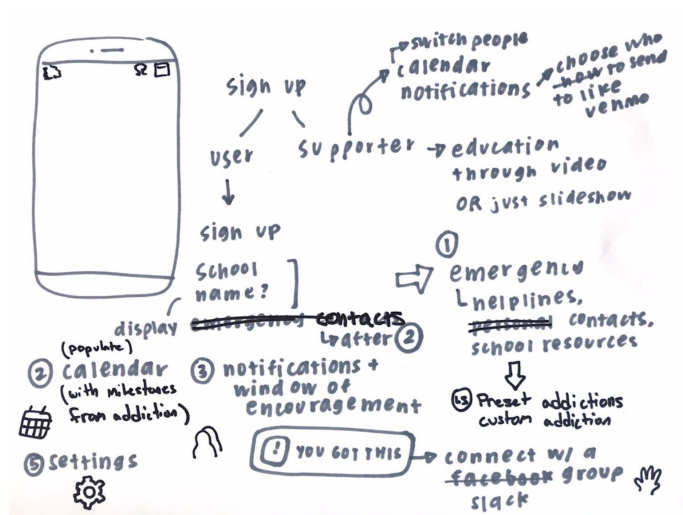 switch people
calendar
notifications
choose who
how to send
to like
venmo
sign up
user
supporter
education
through video
OR just slideshow
sign up
school
name?
display
emergency contacts
after ②
①
emergency
helplines,
personal contacts,
school resources
1.5 Preset addictions
custom addiction
(populate)
② calendar
(with milestones
from addiction)
③ notifications +
window of
encouragement
! YOU GOT THIS
connect w/ a
facebook group
slack
⑤ settings